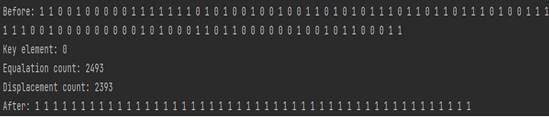 Before: 1 1 0 0 1 0 0 0 0 0 1 1 1 1 1 1 1 0 1 0 1 0 0 1 0 0 1 0 0 1 1 0 1 0 1 0 1 1 1 0 1 1 0 1 1 0 1 1 1 0 1 0 0 1 1 1
1 1 1 0 0 1 0 0 0 0 0 0 0 0 0 1 0 1 0 0 0 1 1 0 1 1 0 0 0 0 0 0 1 0 0 1 0 1 1 0 0 0 1 1
Key element: 0
Equalation count: 2493
Displacement count: 2393
After: 1 1 1 1 1 1 1 1 1 1 1 1 1 1 1 1 1 1 1 1 1 1 1 1 1 1 1 1 1 1 1 1 1 1 1 1 1 1 1 1 1 1 1 1 1 1 1 1